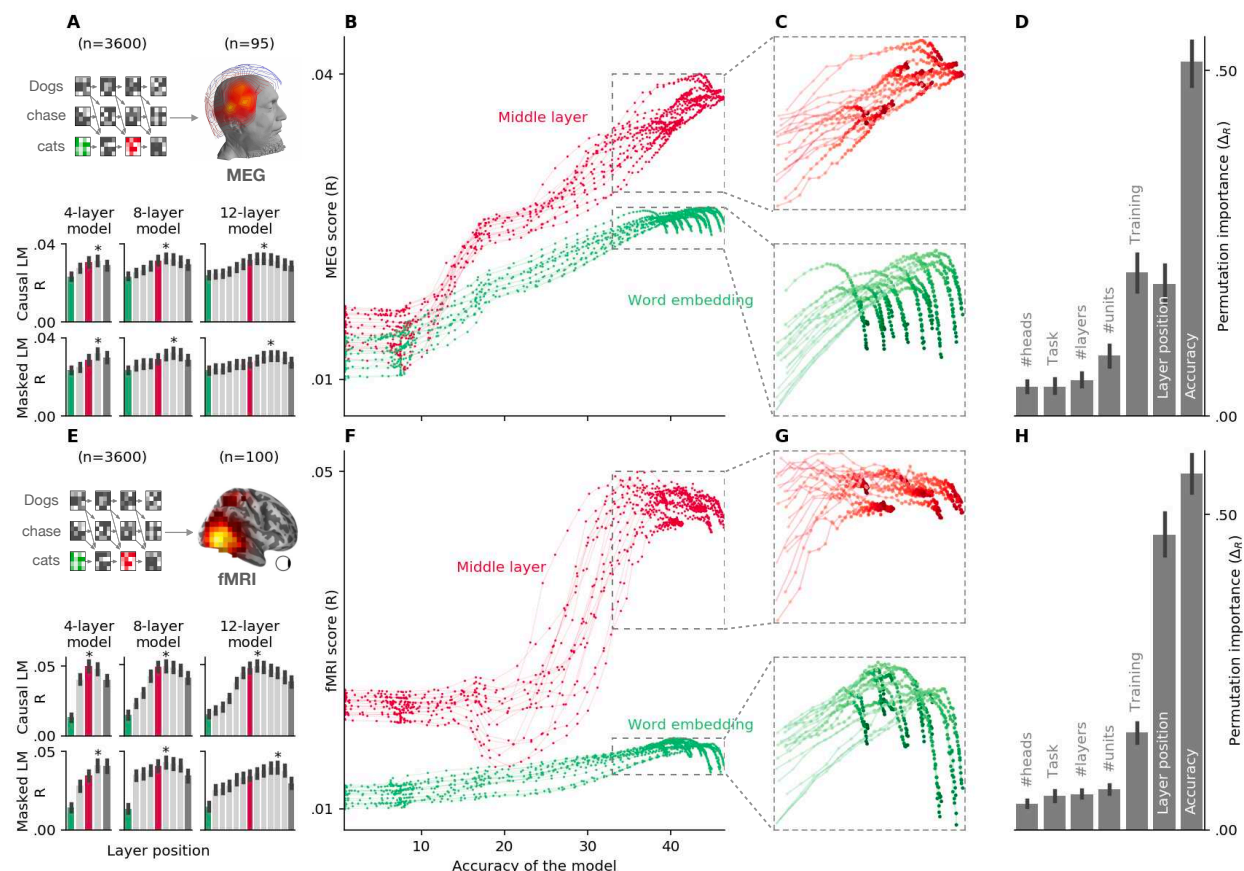 A
(n=3600)
(n=95)
Dogs
chase
cats
MEG
4-layer
model
8-layer
model
12-layer
model
Causal LM
R
.04
.00
*
*
*
Masked LM
R
.04
.00
*
*
*
B
MEG score (R)
.04
.01
Middle layer
Word embedding
C
D
#heads
Task
#layers
#units
Training
Layer position
Accuracy
.50
.00
Permutation importance (ΔR)
E
(n=3600)
(n=100)
Dogs
chase
cats
fMRI
4-layer
model
8-layer
model
12-layer
model
Causal LM
R
.05
.00
*
*
*
Masked LM
R
.05
.00
*
*
*
Layer position
F
fMRI score (R)
.05
.01
Middle layer
Word embedding
10
20
30
40
Accuracy of the model
G
H
#heads
Task
#layers
#units
Training
Layer position
Accuracy
.50
.00
Permutation importance (ΔR)